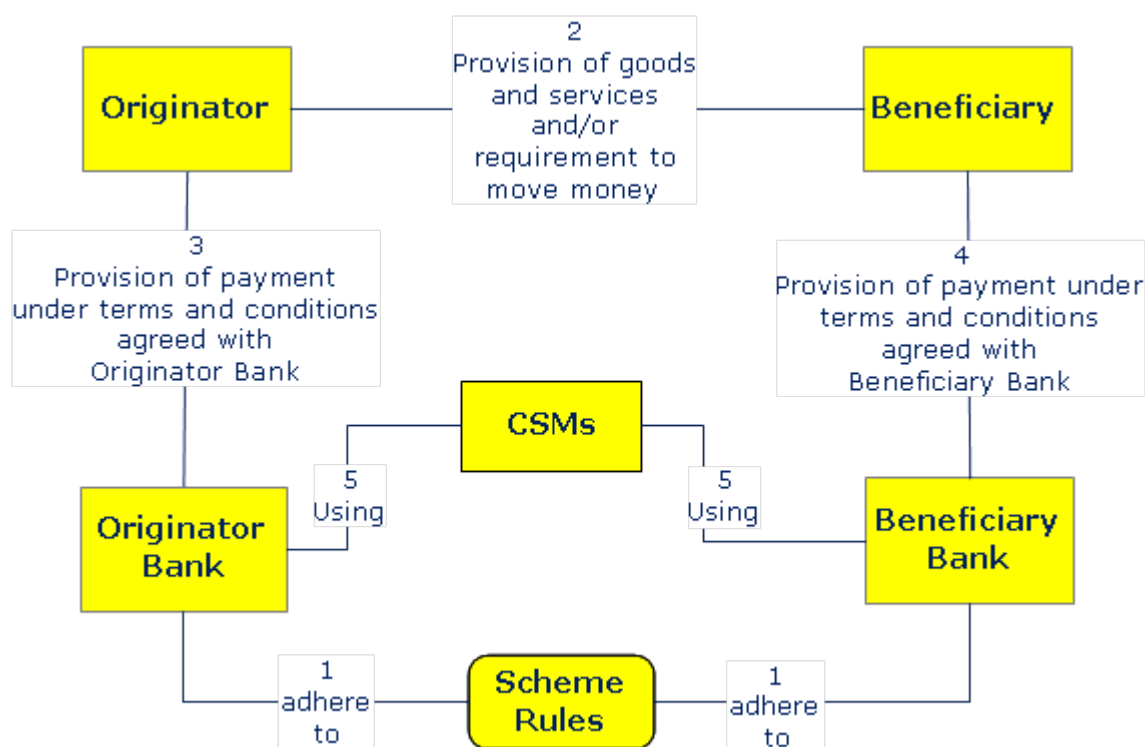 2
Provision of goods
and services
and/or
requirement to
move money
Originator
Beneficiary
3
Provision of payment
under terms and conditions
agreed with
Originator Bank
4
Provision of payment under
terms and conditions
agreed with
Beneficiary Bank
CSMs
5
Using
5
Using
Originator
Bank
Beneficiary
Bank
1
adhere
to
Scheme
Rules
1
adhere
to